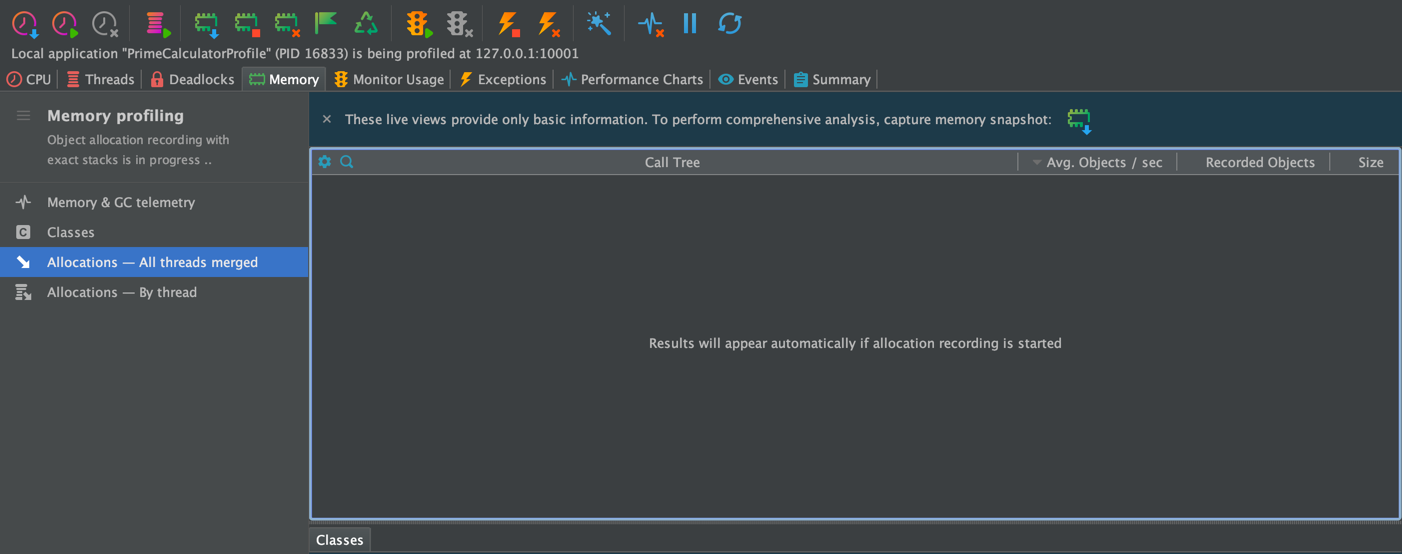 Local application "PrimeCalculatorProfile" (PID 16833) is being profiled at 127.0.0.1:10001
CPU Threads Deadlocks Memory Monitor Usage Exceptions Performance Charts Events Summary
Memory profiling
Object allocation recording with
exact stacks is in progress ..
These live views provide only basic information. To perform comprehensive analysis, capture memory snapshot:
Call Tree Avg. Objects / sec Recorded Objects Size
Memory & GC telemetry
C Classes
Allocations — All threads merged
Allocations — By thread
Results will appear automatically if allocation recording is started
Classes